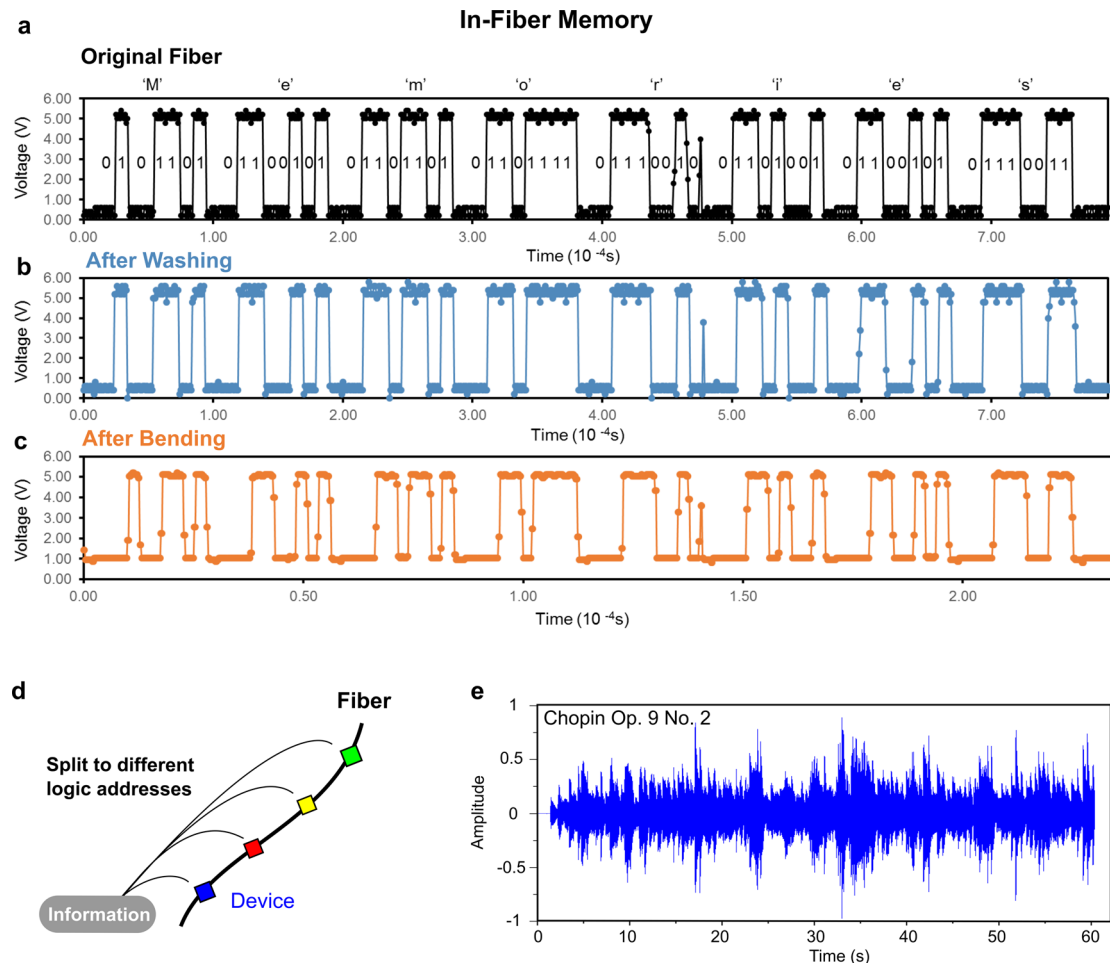 In-Fiber Memory
a
Original Fiber
‘M’ ‘e’ ‘m’ ‘o’ ‘r’ ‘i’ ‘e’ ‘s’
Voltage (V)
6.00
5.00
4.00
3.00
2.00
1.00
0.00
0 1 0 1 1 0 1 0 1 1 0 0 1 0 1 0 1 1 0 1 1 0 1 0 1 1 0 1 1 1 1 0 1 1 1 0 0 1 0 0 1 1 0 1 0 0 1 0 1 1 0 0 1 0 1 0 1 1 1 0 0 1 1
0.00 1.00 2.00 3.00 4.00 5.00 6.00 7.00
Time (10 -4s)
b
After Washing
Voltage (V)
6.00
5.00
4.00
3.00
2.00
1.00
0.00
0.00 1.00 2.00 3.00 4.00 5.00 6.00 7.00
Time (10 -4s)
c
After Bending
Voltage (V)
6.00
5.00
4.00
3.00
2.00
1.00
0.00
0.00 0.50 1.00 1.50 2.00
Time (10 -4s)
d
Fiber
Split to different
logic addresses
Information
Device
e
Chopin Op. 9 No. 2
Amplitude
1
0.5
0
-0.5
-1
0 10 20 30 40 50 60
Time (s)